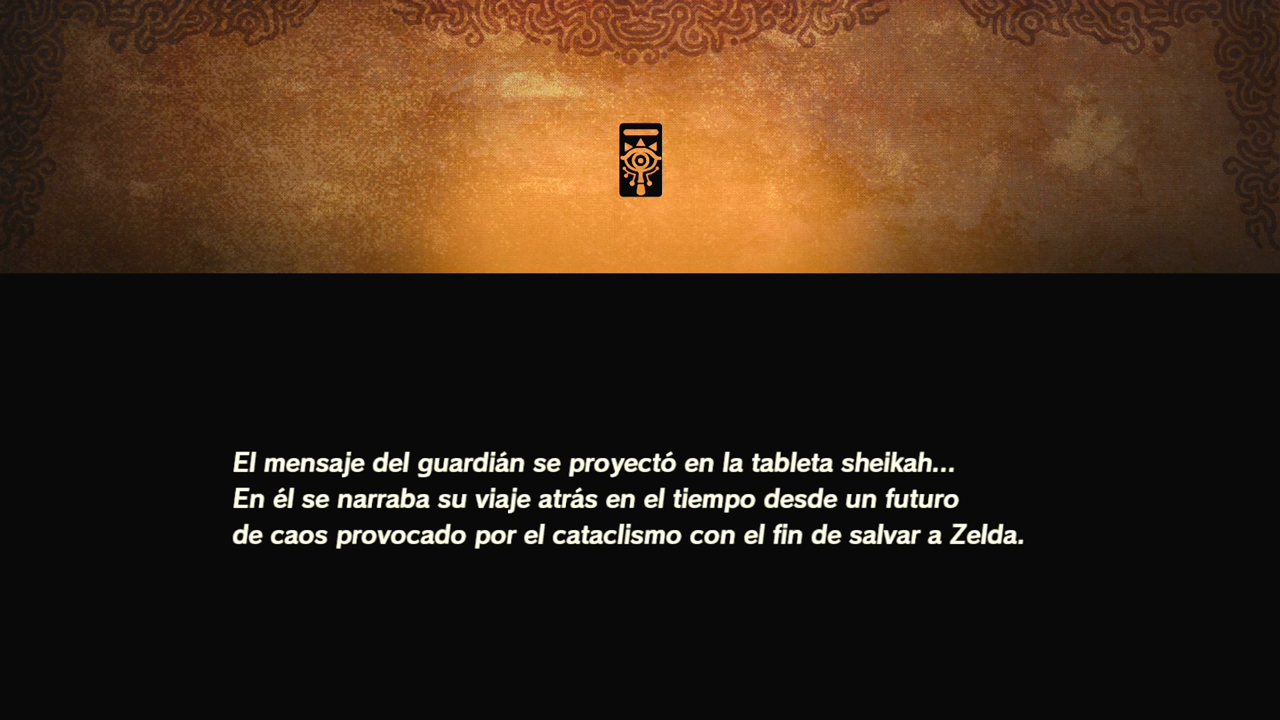 El mensaje del guardián se proyectó en la tableta sheikah...
En él se narraba su viaje atrás en el tiempo desde un futuro
de caos provocado por el cataclismo con el fin de salvar a Zelda.